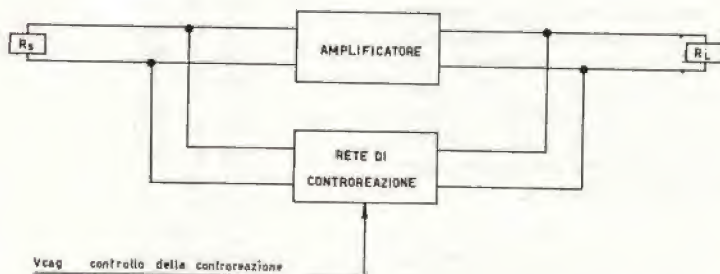 AMPLIFICATORE
Rs
RL
RETE DI
CONTROREAZIONE
Vcag controllo della controreazione